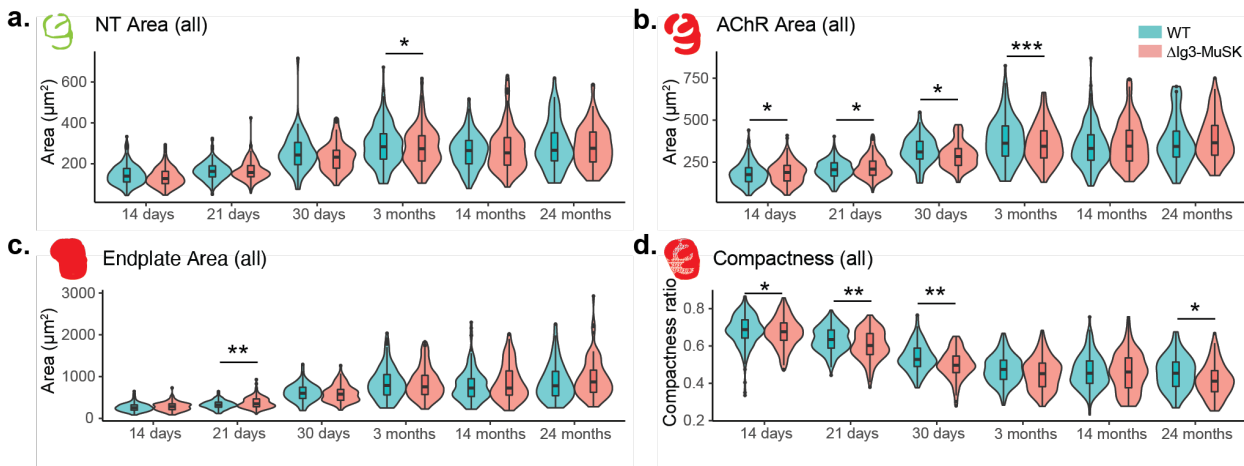 a. NT Area (all)
Area (µm²)
600
400
200
*
14 days 21 days 30 days 3 months 14 months 24 months
b. AChR Area (all)
WT
ΔIg3-MuSK
Area (µm²)
750
500
250
* * * ***
14 days 21 days 30 days 3 months 14 months 24 months
c. Endplate Area (all)
Area (µm²)
3000
2000
1000
0
**
14 days 21 days 30 days 3 months 14 months 24 months
d. Compactness (all)
Compactness ratio
0.8
0.6
0.4
0.2
* ** ** *
14 days 21 days 30 days 3 months 14 months 24 months